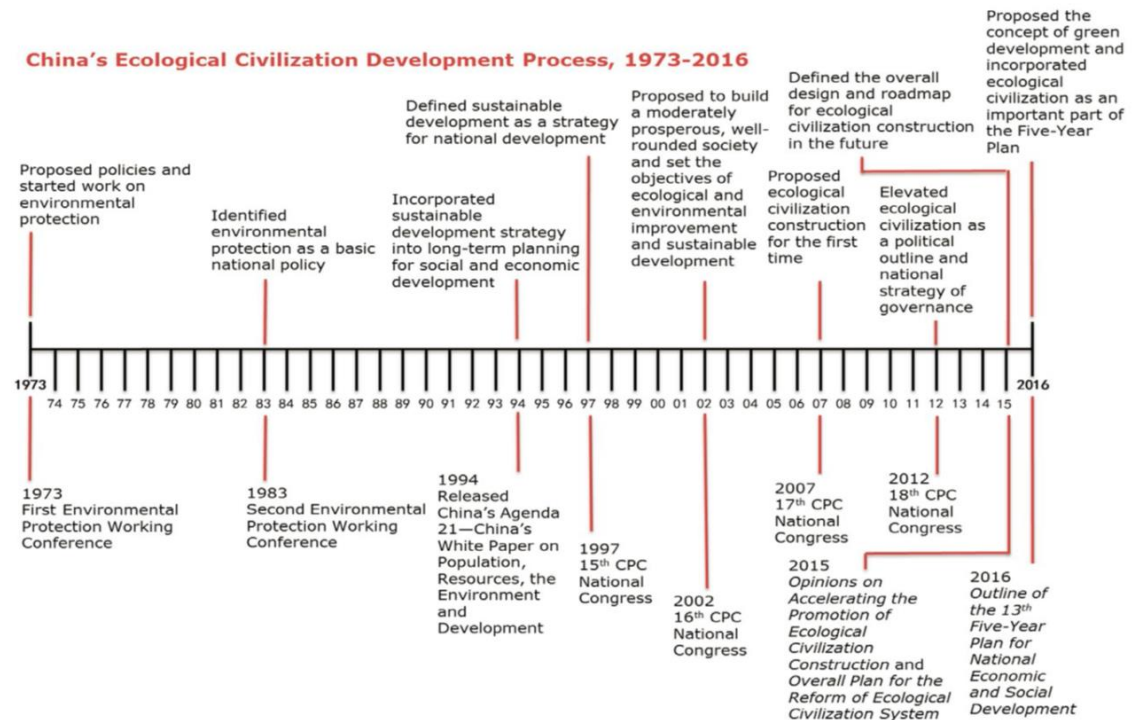 China's Ecological Civilization Development Process, 1973-2016
Proposed policies and
started work on
environmental
protection
Identified
environmental
protection as a basic
national policy
Incorporated
sustainable
development strategy
into long-term planning
for social and economic
development
Defined sustainable
development as a strategy
for national development
Proposed to build
a moderately
prosperous, well-
rounded society
and set the
objectives of
ecological and
environmental
improvement
and sustainable
development
Proposed
ecological
civilization
construction
for the first
time
Elevated
ecological
civilization as
a political
outline and
national
strategy of
governance
Defined the overall
design and roadmap
for ecological
civilization construction
in the future
Proposed the
concept of green
development and
incorporated
ecological
civilization as an
important part of
the Five-Year
Plan
1973 74 75 76 77 78 79 80 81 82 83 84 85 86 87 88 89 90 91 92 93 94 95 96 97 98 99 00 01 02 03 04 05 06 07 08 09 10 11 12 13 14 15 2016
1973
First Environmental
Protection Working
Conference
1983
Second Environmental
Protection Working
Conference
1994
Released
China's Agenda
21—China's
White Paper on
Population,
Resources, the
Environment
and
Development
1997
15th CPC
National
Congress
2002
16th CPC
National
Congress
2007
17th CPC
National
Congress
2012
18th CPC
National
Congress
2015
Opinions on
Accelerating the
Promotion of
Ecological
Civilization
Construction and
Overall Plan for the
Reform of Ecological
Civilization System
2016
Outline of
the 13th
Five-Year
Plan for
National
Economic
and Social
Development